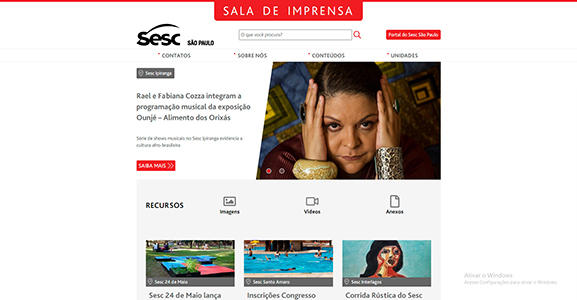 SALA DE IMPRENSA
Sesc SÃO PAULO
O que você procura?
Portal do Sesc São Paulo
CONTATOS
SOBRE NÓS
CONTEÚDOS
UNIDADES
Sesc Ipiranga
Rael e Fabiana Cozza integram a
programação musical da exposição
Ounjé – Alimento dos Orixás
Série de shows musicais no Sesc Ipiranga evidencia a
cultura afro-brasileira
SAIBA MAIS
RECURSOS
Imagens
Vídeos
Anexos
Sesc 24 de Maio
Sesc Santo Amaro
Sesc Interlagos
Sesc 24 de Maio lança
Inscrições Congresso
Corrida Rústica do Sesc
Ativar o Windows
Acesse Configurações para ativar o Windows.